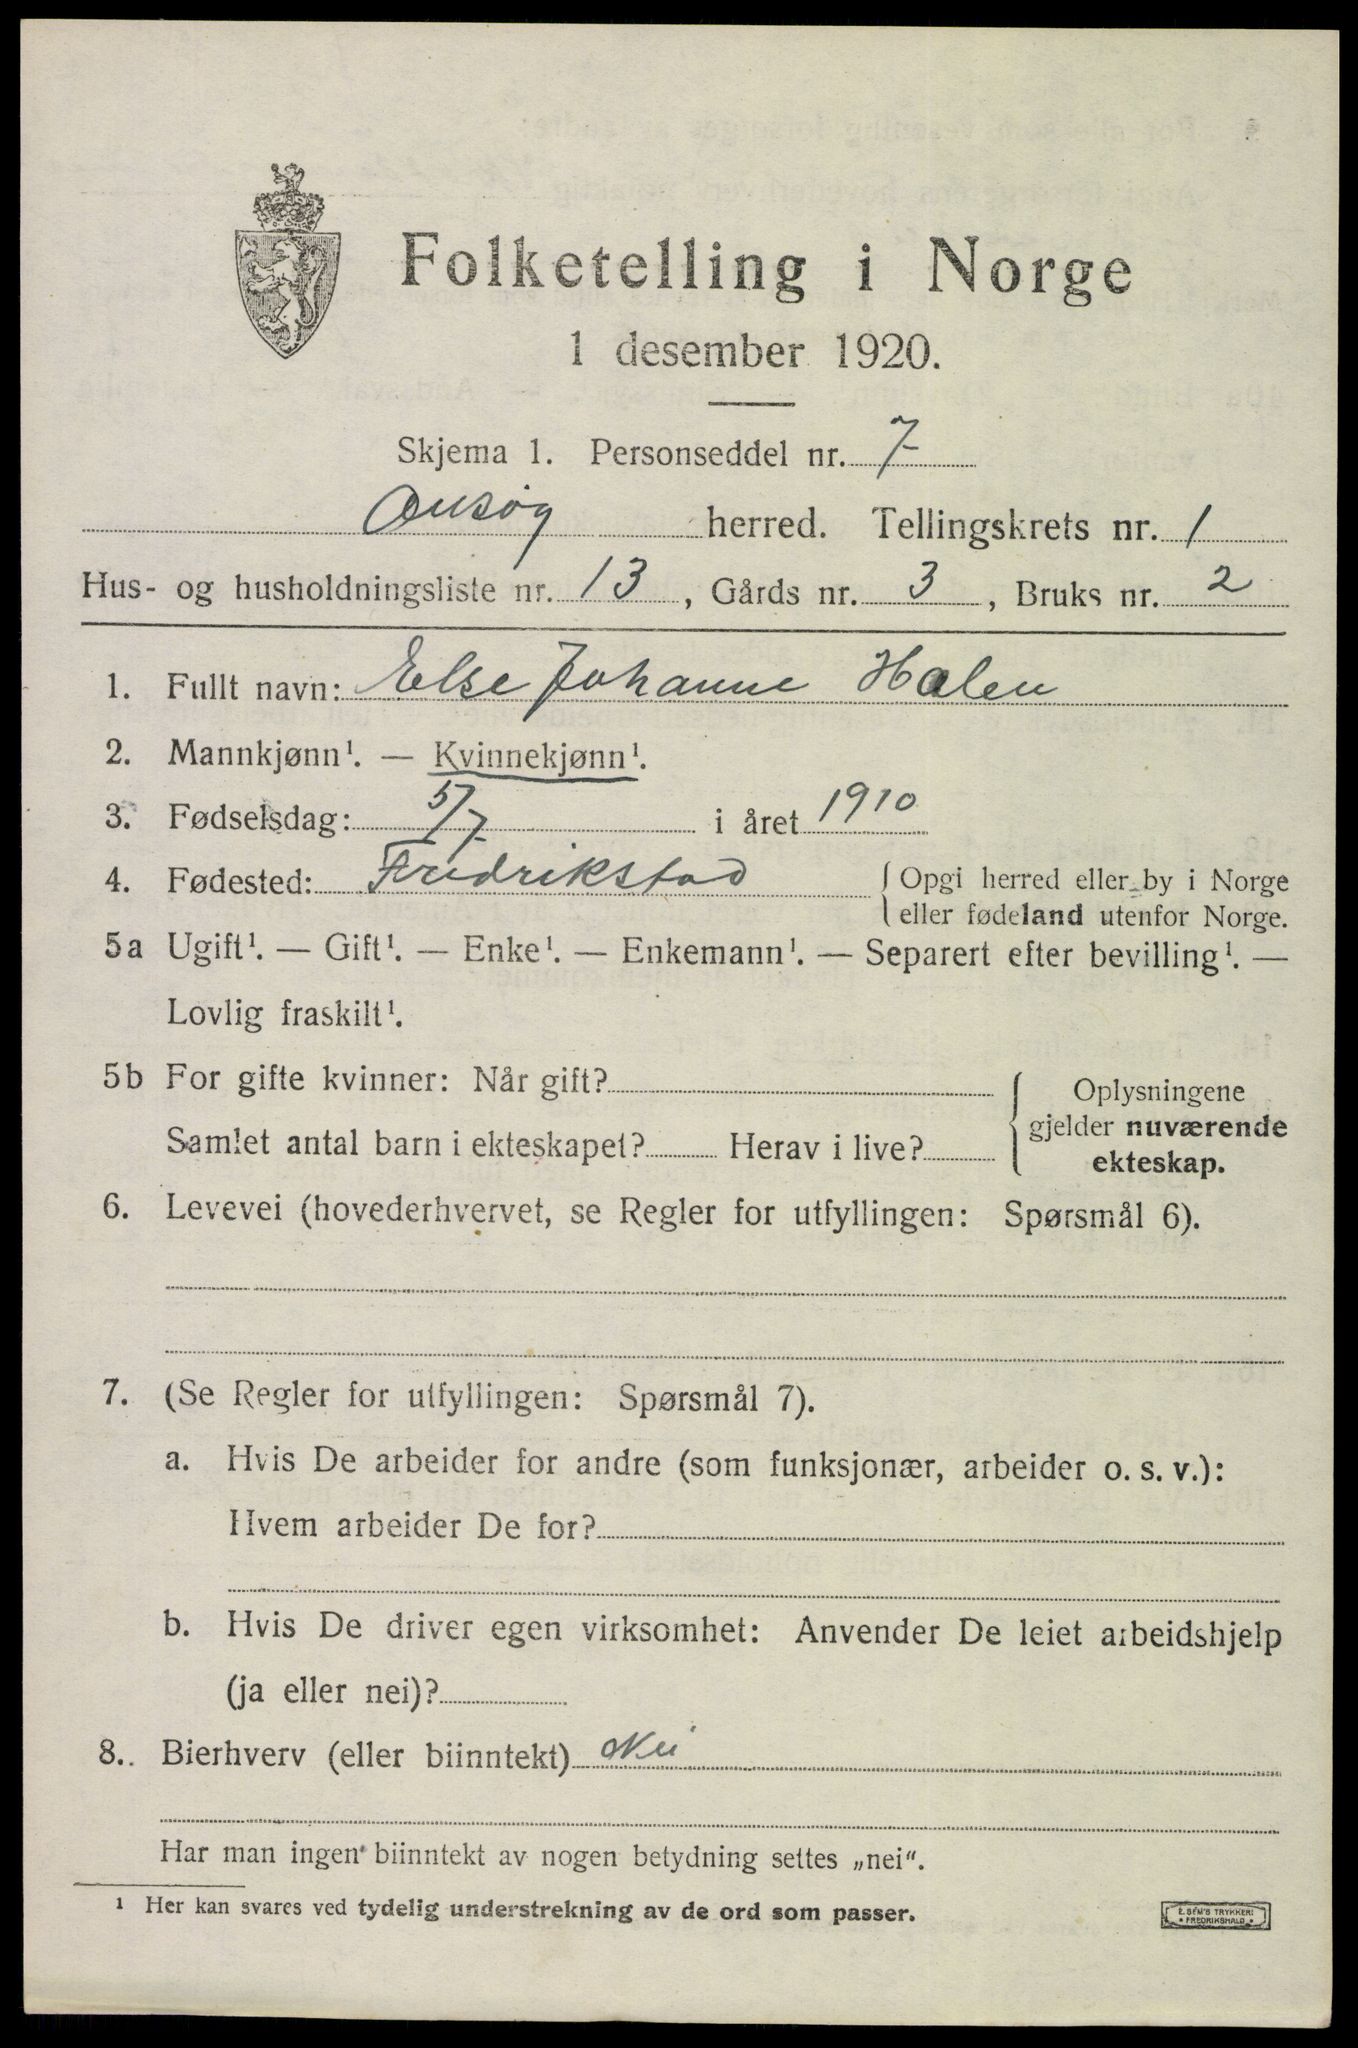 Folketelling i Norge
1 desember 1920.
Skjema 1. Personseddel nr. 7
Onsøy herred. Tellingskrets nr. 1
Hus- og husholdningsliste nr. 13, Gårds nr. 3, Bruks nr. 2
1. Fullt navn: Else Johanne Halen
2. Mannkjønn¹. — Kvinnekjønn¹.
3. Fødselsdag: 5/7 i året 1910
4. Fødested: Fredrikstad { Opgi herred eller by i Norge
eller fødeland utenfor Norge.
5a Ugift¹. — Gift¹. — Enke¹. — Enkemann¹. — Separert efter bevilling¹. —
Lovlig fraskilt¹.
5b For gifte kvinner: Når gift?
Samlet antal barn i ekteskapet? Herav i live?
{ Oplysningene
gjelder nuværende
ekteskap.
6. Levevei (hovederhvervet, se Regler for utfyllingen: Spørsmål 6).
7. (Se Regler for utfyllingen: Spørsmål 7).
a. Hvis De arbeider for andre (som funksjonær, arbeider o. s. v.):
Hvem arbeider De for?
b. Hvis De driver egen virksomhet: Anvender De leiet arbeidshjelp
(ja eller nei)?
8. Bierhverv (eller biinntekt) Nei
Har man ingen biinntekt av nogen betydning settes „nei“.
¹ Her kan svares ved tydelig understrekning av de ord som passer.
E. SEM'S TRYKKERI
• FREDRIKSHALD •